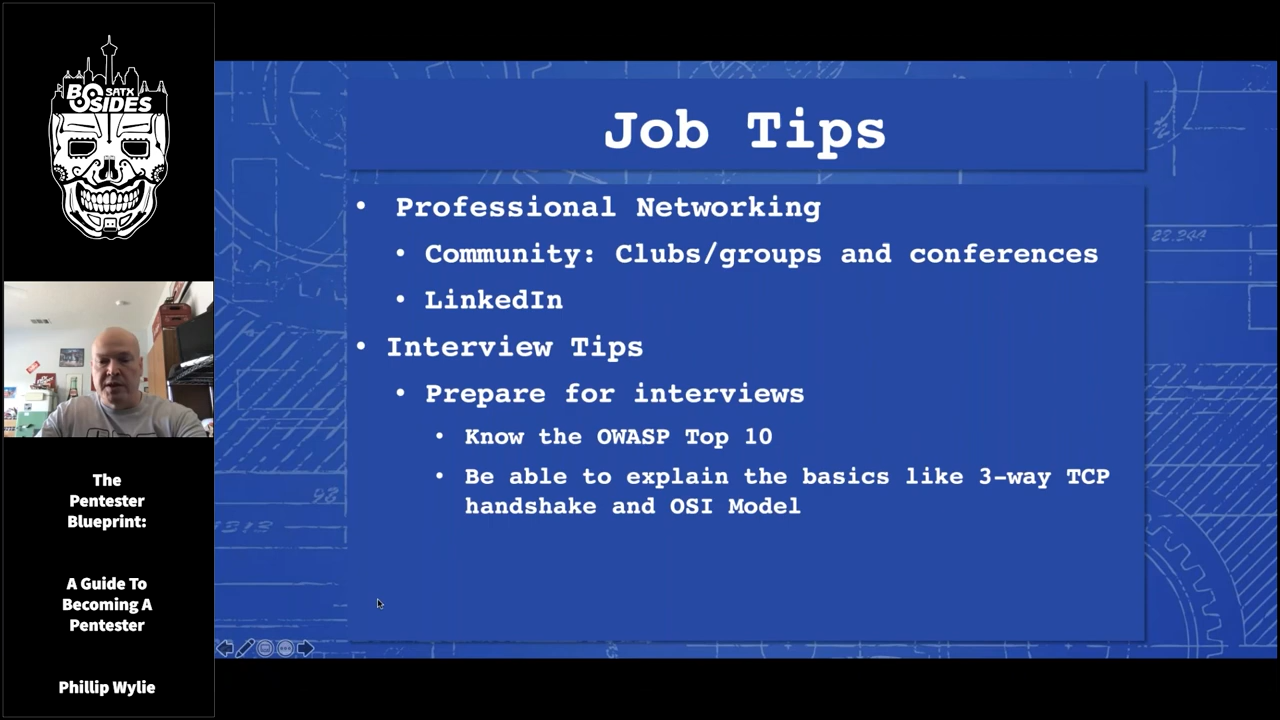 BSIDES
SATX
The
Pentester
Blueprint:
A Guide To
Becoming A
Pentester
Phillip Wylie
Job Tips
• Professional Networking
• Community: Clubs/groups and conferences
• LinkedIn
• Interview Tips
• Prepare for interviews
• Know the OWASP Top 10
• Be able to explain the basics like 3-way TCP
handshake and OSI Model